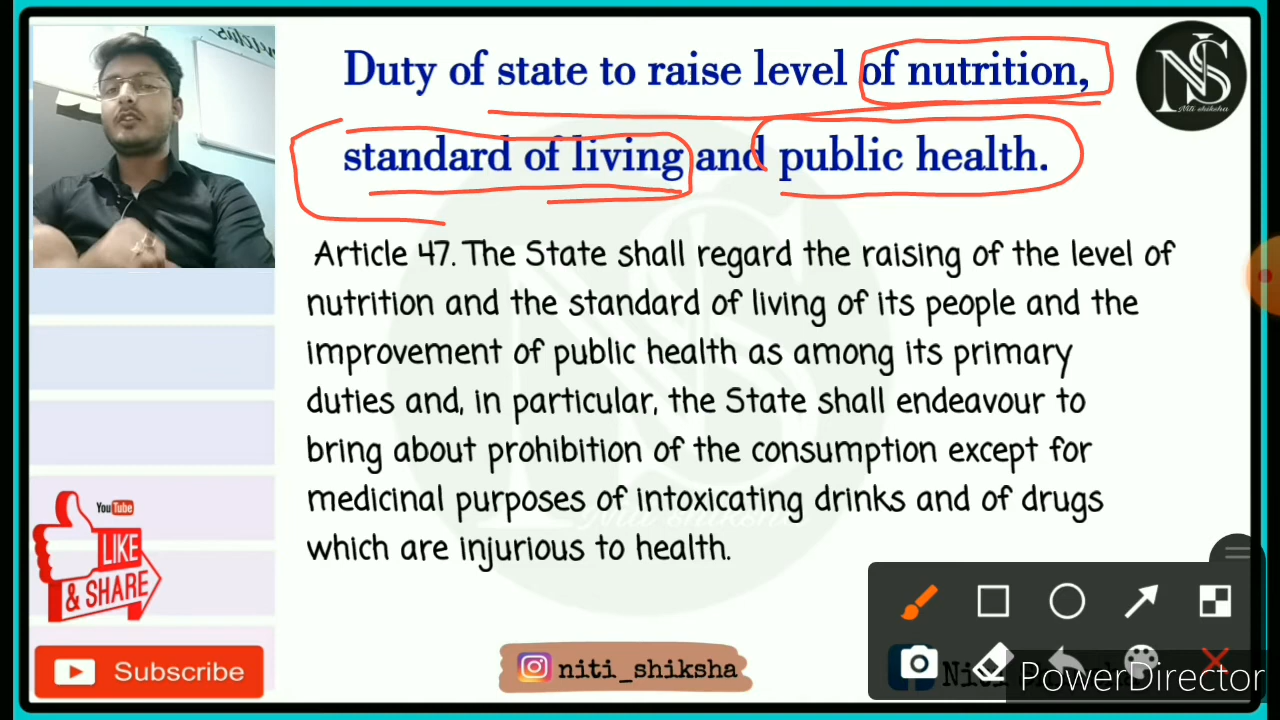 Duty of state to raise level of nutrition,
standard of living and public health.
NS
Niti shiksha
Article 47. The State shall regard the raising of the level of
nutrition and the standard of living of its people and the
improvement of public health as among its primary
duties and, in particular, the State shall endeavour to
bring about prohibition of the consumption except for
medicinal purposes of intoxicating drinks and of drugs
which are injurious to health.
YouTube
LIKE
& SHARE
Subscribe
niti_shiksha
PowerDirector